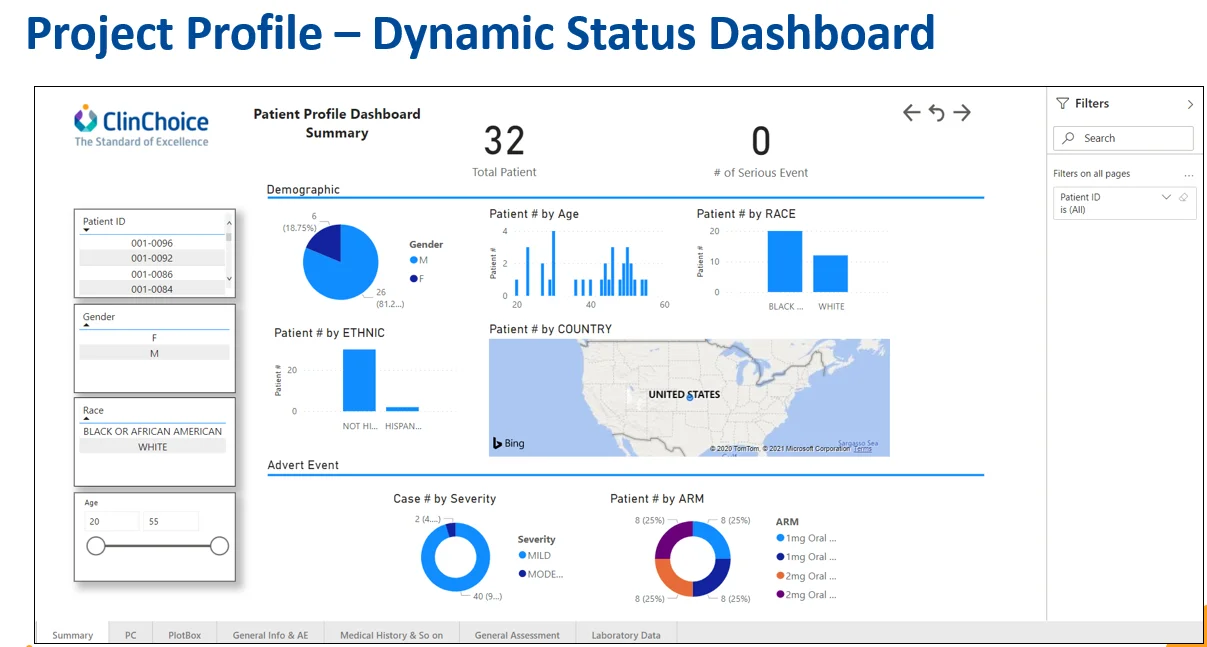 Project Profile – Dynamic Status Dashboard
ClinChoice
The Standard of Excellence
Patient Profile Dashboard
Summary
32
Total Patient
0
# of Serious Event
Filters
Search
Filters on all pages
...
Patient ID
is (All)
Patient ID
001-0096
001-0092
001-0086
001-0084
Gender
F
M
Race
BLACK OR AFRICAN AMERICAN
WHITE
Age
20
55
Demographic
6
(18.75%)
26
(81.2...)
Gender
M
F
Patient # by Age
Patient #
4
2
0
20
40
60
Patient # by RACE
Patient #
20
10
0
BLACK ...
WHITE
Patient # by ETHNIC
Patient #
20
0
NOT HI...
HISPAN...
Patient # by COUNTRY
UNITED STATES
Bing
Sargasso Sea
© 2020 TomTom, © 2021 Microsoft Corporation Terms
Advert Event
Case # by Severity
2 (4....)
40 (9...)
Severity
MILD
MODE...
Patient # by ARM
8 (25%)
8 (25%)
8 (25%)
8 (25%)
ARM
1mg Oral ...
1mg Oral ...
2mg Oral ...
2mg Oral ...
Summary
PC
PlotBox
General Info & AE
Medical History & So on
General Assessment
Laboratory Data